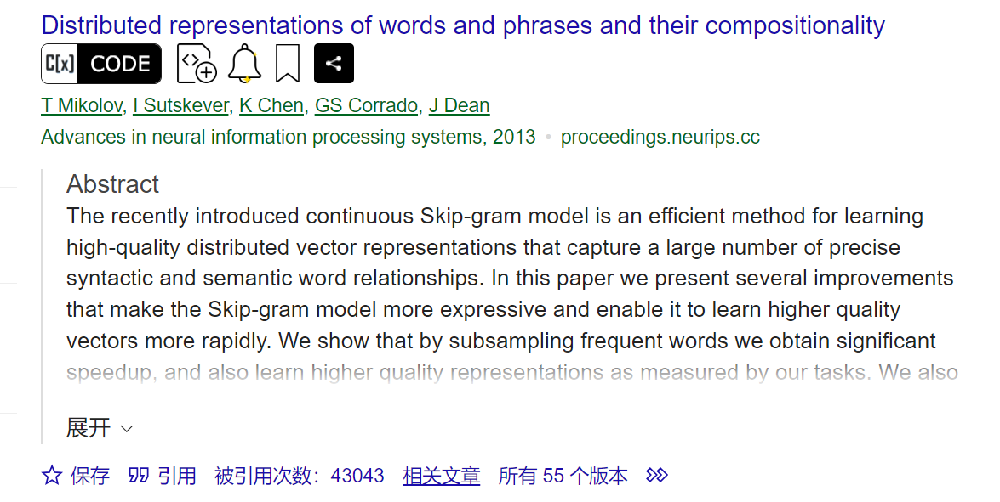 Distributed representations of words and phrases and their compositionality
C[x] CODE
T Mikolov, I Sutskever, K Chen, GS Corrado, J Dean
Advances in neural information processing systems, 2013 • proceedings.neurips.cc
Abstract
The recently introduced continuous Skip-gram model is an efficient method for learning
high-quality distributed vector representations that capture a large number of precise
syntactic and semantic word relationships. In this paper we present several improvements
that make the Skip-gram model more expressive and enable it to learn higher quality
vectors more rapidly. We show that by subsampling frequent words we obtain significant
speedup, and also learn higher quality representations as measured by our tasks. We also
展开
保存 引用 被引用次数：43043 相关文章 所有 55 个版本